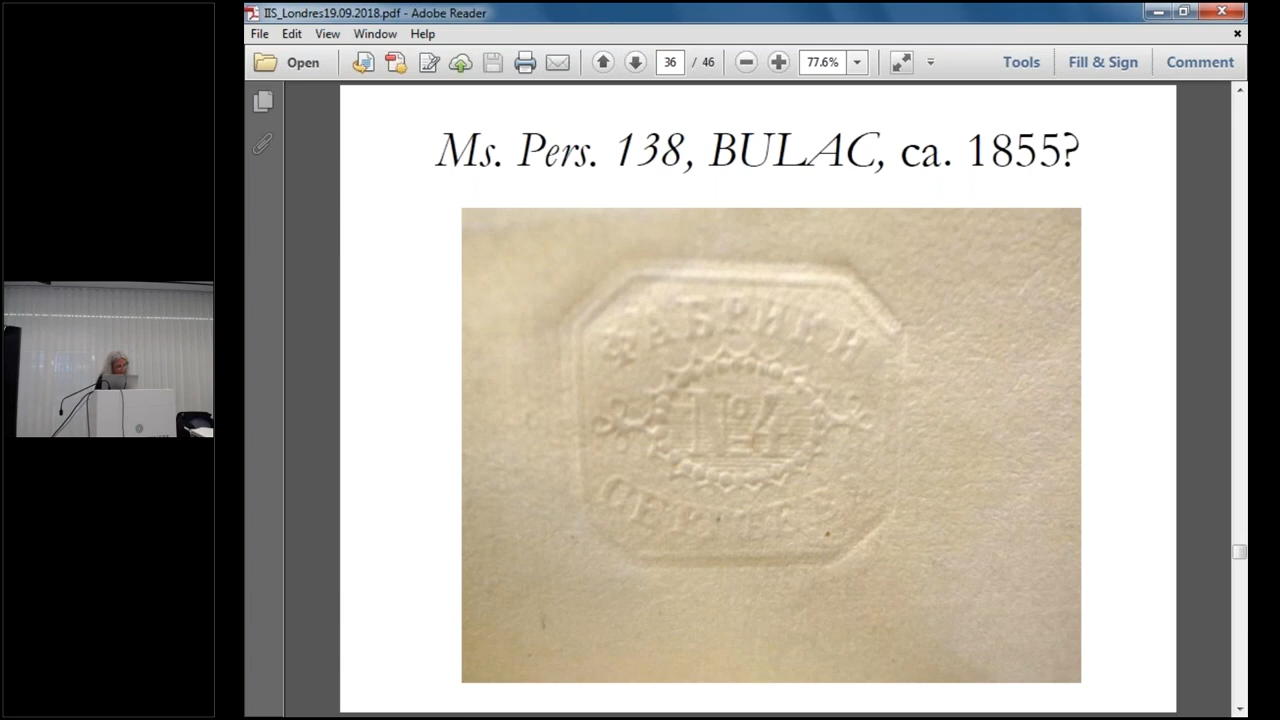 IIS_Londres19.09.2018.pdf - Adobe Reader
File Edit View Window Help
Open 36 / 46 77.6% Tools Fill & Sign Comment
Ms. Pers. 138, BULAC, ca. 1855?
ФАБРИКИ
№4